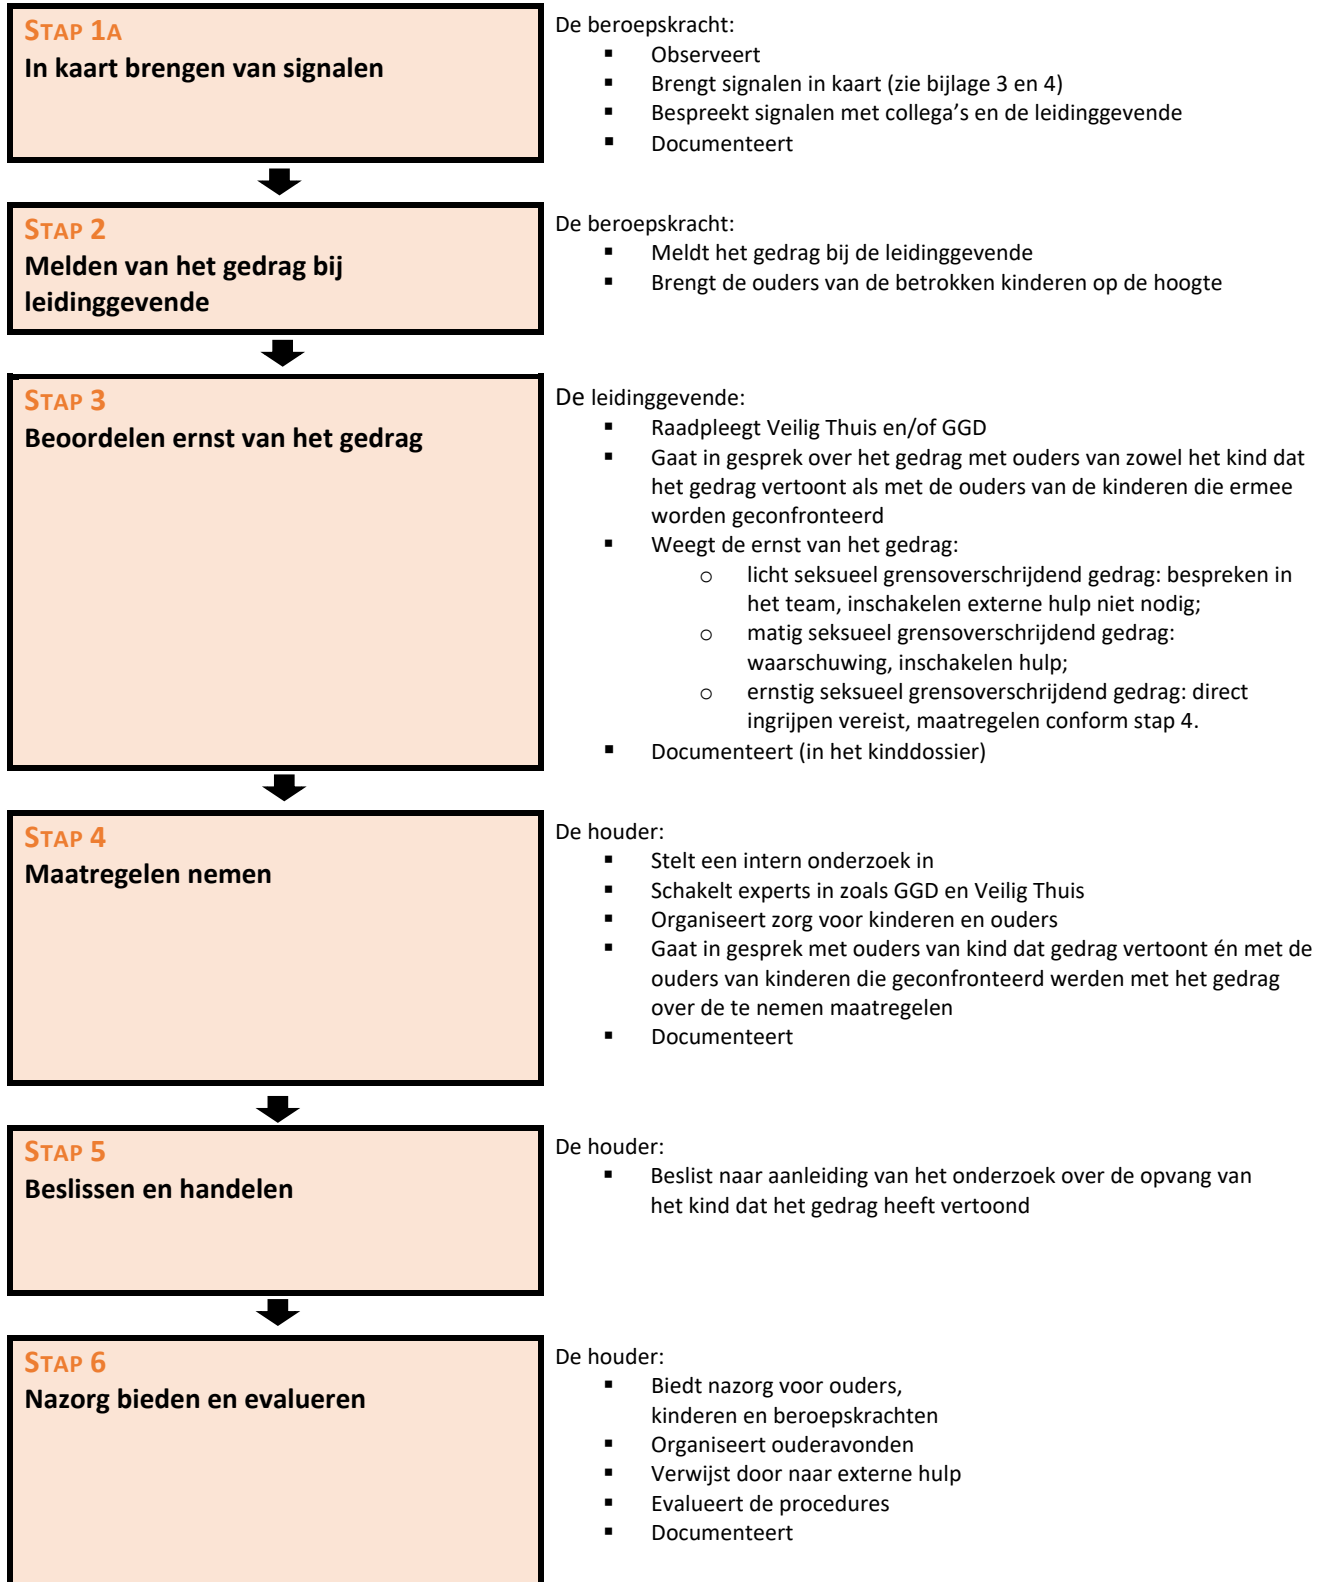 STAP 1A
In kaart brengen van signalen
De beroepskracht:
▪ Observeert
▪ Brengt signalen in kaart (zie bijlage 3 en 4)
▪ Bespreekt signalen met collega’s en de leidinggevende
▪ Documenteert
STAP 2
Melden van het gedrag bij
leidinggevende
De beroepskracht:
▪ Meldt het gedrag bij de leidinggevende
▪ Brengt de ouders van de betrokken kinderen op de hoogte
STAP 3
Beoordelen ernst van het gedrag
De leidinggevende:
▪ Raadpleegt Veilig Thuis en/of GGD
▪ Gaat in gesprek over het gedrag met ouders van zowel het kind dat
het gedrag vertoont als met de ouders van de kinderen die ermee
worden geconfronteerd
▪ Weegt de ernst van het gedrag:
o licht seksueel grensoverschrijdend gedrag: bespreken in
het team, inschakelen externe hulp niet nodig;
o matig seksueel grensoverschrijdend gedrag:
waarschuwing, inschakelen hulp;
o ernstig seksueel grensoverschrijdend gedrag: direct
ingrijpen vereist, maatregelen conform stap 4.
▪ Documenteert (in het kinddossier)
STAP 4
Maatregelen nemen
De houder:
▪ Stelt een intern onderzoek in
▪ Schakelt experts in zoals GGD en Veilig Thuis
▪ Organiseert zorg voor kinderen en ouders
▪ Gaat in gesprek met ouders van kind dat gedrag vertoont én met de
ouders van kinderen die geconfronteerd werden met het gedrag
over de te nemen maatregelen
▪ Documenteert
STAP 5
Beslissen en handelen
De houder:
▪ Beslist naar aanleiding van het onderzoek over de opvang van
het kind dat het gedrag heeft vertoond
STAP 6
Nazorg bieden en evalueren
De houder:
▪ Biedt nazorg voor ouders,
kinderen en beroepskrachten
▪ Organiseert ouderavonden
▪ Verwijst door naar externe hulp
▪ Evalueert de procedures
▪ Documenteert